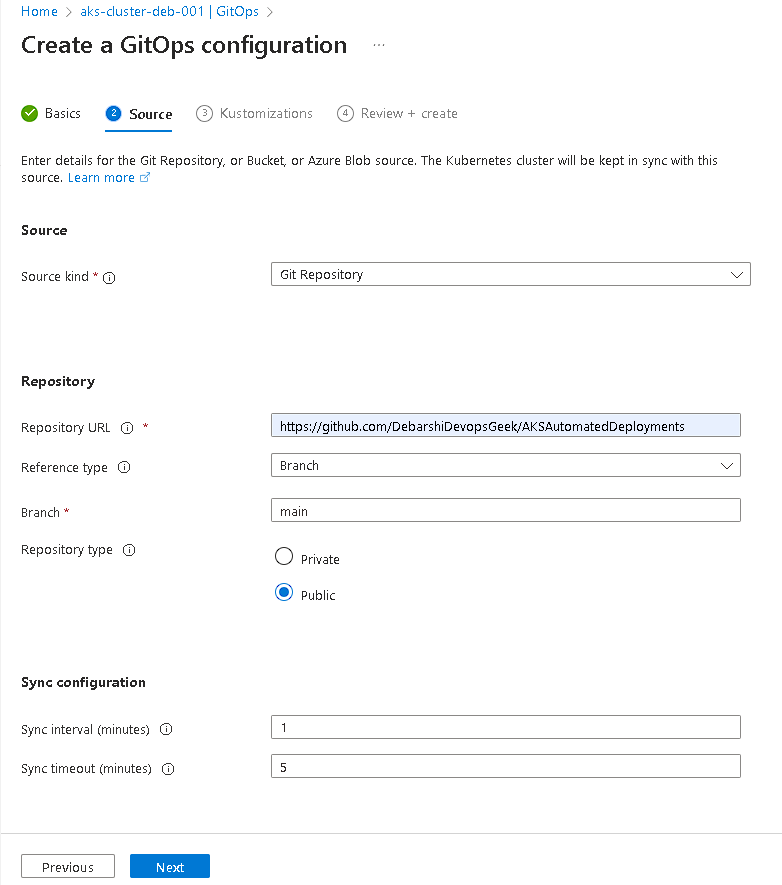 Home > aks-cluster-deb-001 | GitOps >
Create a GitOps configuration ...
Basics 2 Source 3 Kustomizations 4 Review + create
Enter details for the Git Repository, or Bucket, or Azure Blob source. The Kubernetes cluster will be kept in sync with this
source. Learn more
Source
Source kind * Git Repository
Repository
Repository URL * https://github.com/DebarshiDevopsGeek/AKSAutomatedDeployments
Reference type Branch
Branch * main
Repository type
Private
Public
Sync configuration
Sync interval (minutes) 1
Sync timeout (minutes) 5
Previous Next